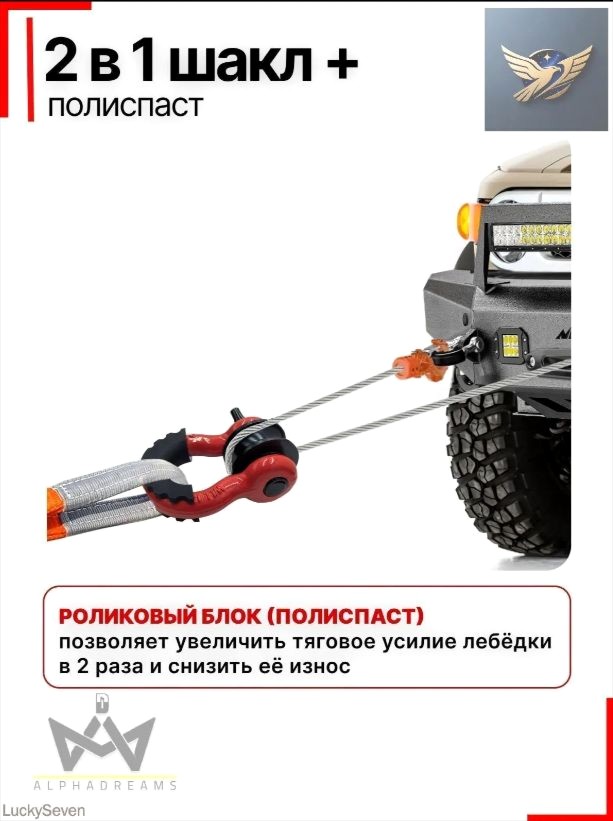 2 в 1 шакл +
полиспаст
РОЛИКОВЫЙ БЛОК (ПОЛИСПАСТ)
позволяет увеличить тяговое усилие лебёдки
в 2 раза и снизить её износ
ALPHADREAMS
LuckySeven